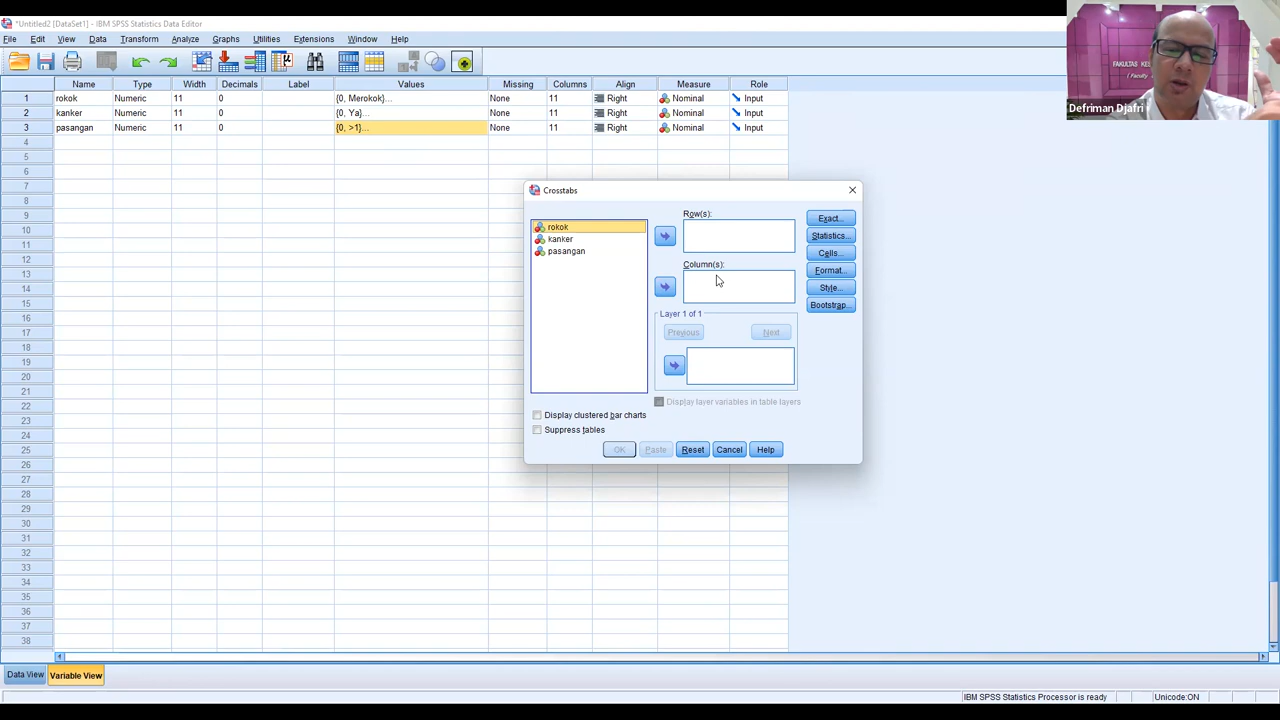 *Untitled2 [DataSet1] - IBM SPSS Statistics Data Editor
File Edit View Data Transform Analyze Graphs Utilities Extensions Window Help
Name Type Width Decimals Label Values Missing Columns Align Measure Role
1 rokok Numeric 11 0 {0, Merokok}... None 11 Right Nominal Input
2 kanker Numeric 11 0 {0, Ya}... None 11 Right Nominal Input
3 pasangan Numeric 11 0 {0, >1}... None 11 Right Nominal Input
4
5
6
7
8
9
10
11
12
13
14
15
16
17
18
19
20
21
22
23
24
25
26
27
28
29
30
31
32
33
34
35
36
37
38
Crosstabs
rokok
kanker
pasangan
Row(s):
Column(s):
Layer 1 of 1
Previous Next
Display layer variables in table layers
Exact...
Statistics...
Cells...
Format...
Style...
Bootstrap...
Display clustered bar charts
Suppress tables
OK Paste Reset Cancel Help
FAKULTAS KES
(Faculty
Defriman Djafri
Data View Variable View
IBM SPSS Statistics Processor is ready Unicode:ON